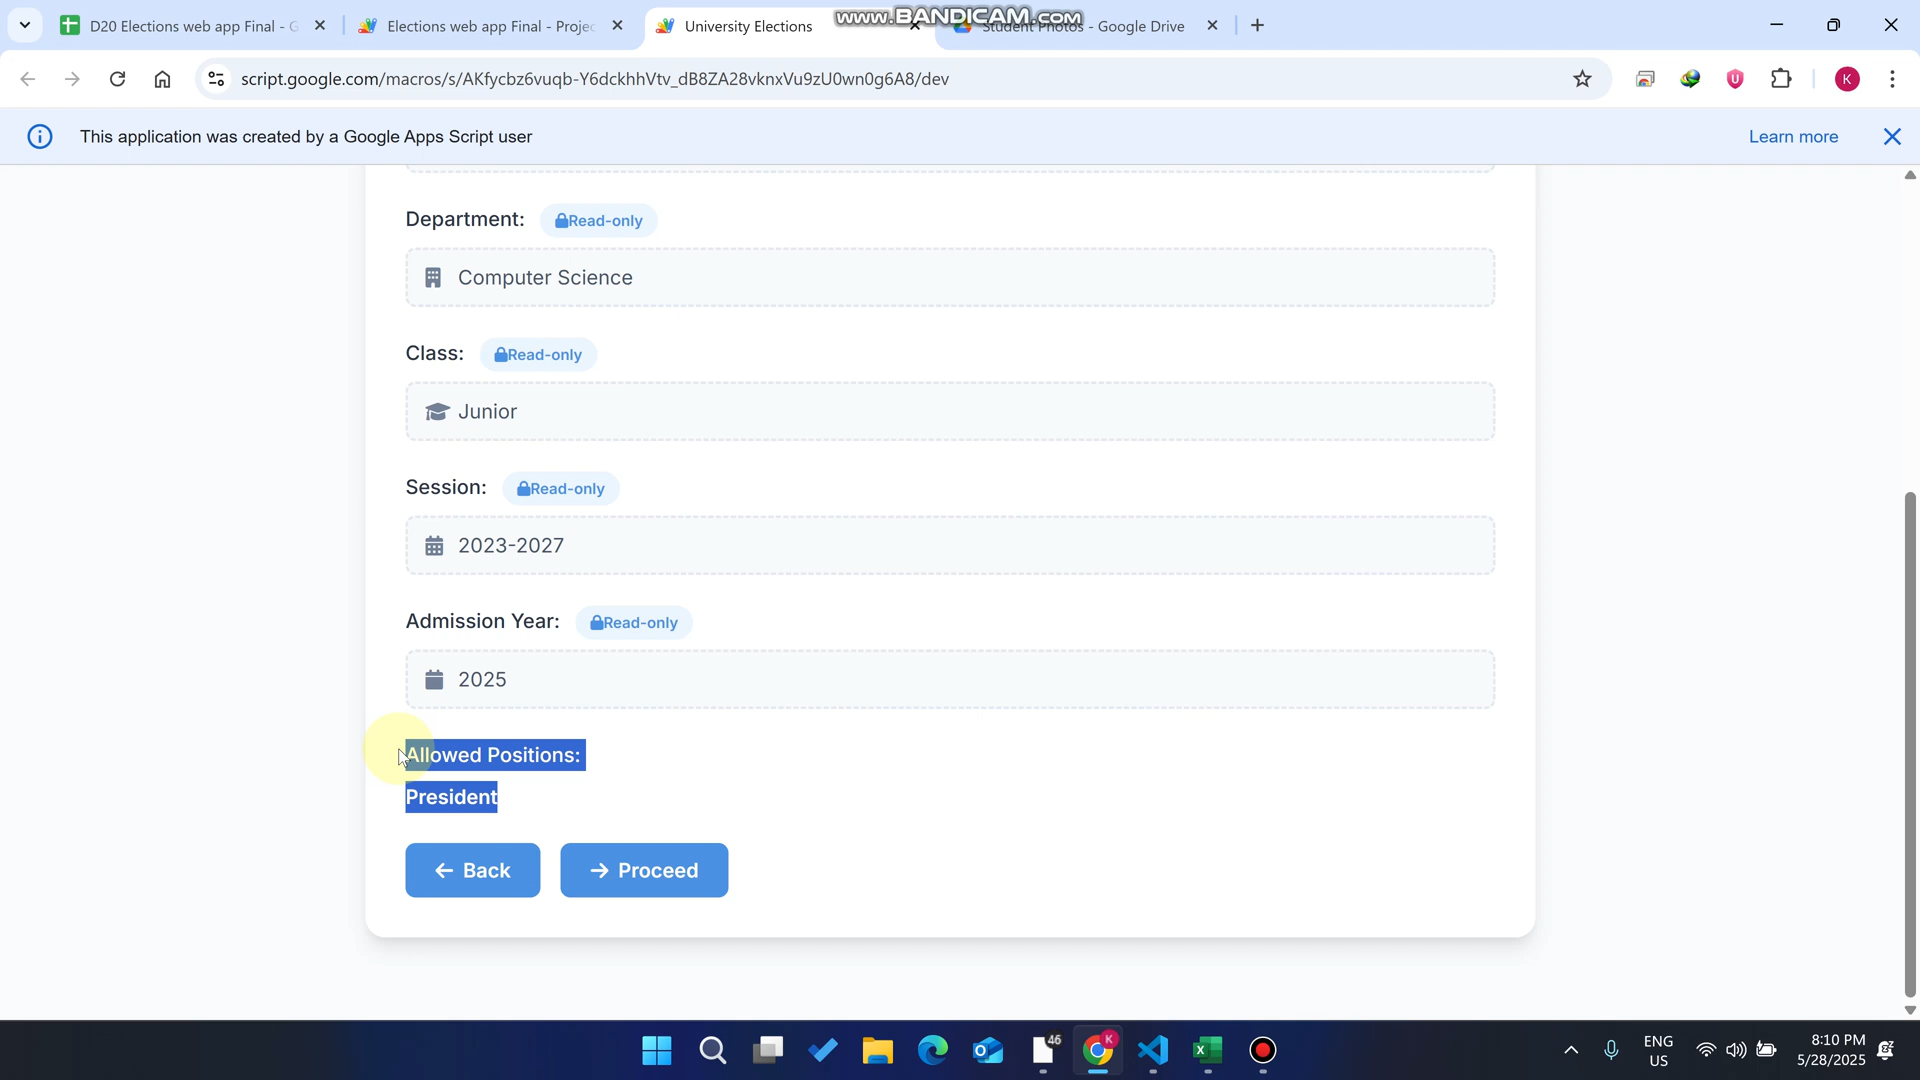 D20 Elections web app Final - G
Elections web app Final - Projec
University Elections
www.BANDICAM.com
Student Photos - Google Drive
script.google.com/macros/s/AKfycbz6vuqb-Y6dckhhVtv_dB8ZA28vknxVu9zU0wn0g6A8/dev
K
This application was created by a Google Apps Script user
Learn more
Department:
Read-only
Computer Science
Class:
Read-only
Junior
Session:
Read-only
2023-2027
Admission Year:
Read-only
2025
Allowed Positions:
President
Back
Proceed
46
K
ENG
US
8:10 PM
5/28/2025